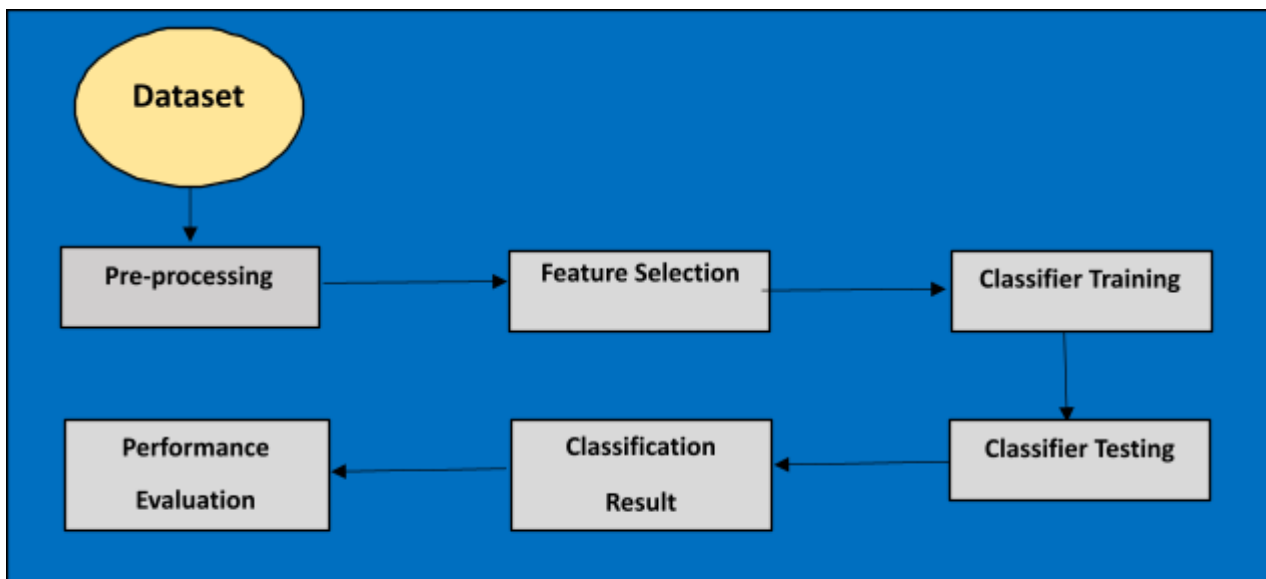 Dataset
Pre-processing
Feature Selection
Classifier Training
Classifier Testing
Classification
Result
Performance
Evaluation